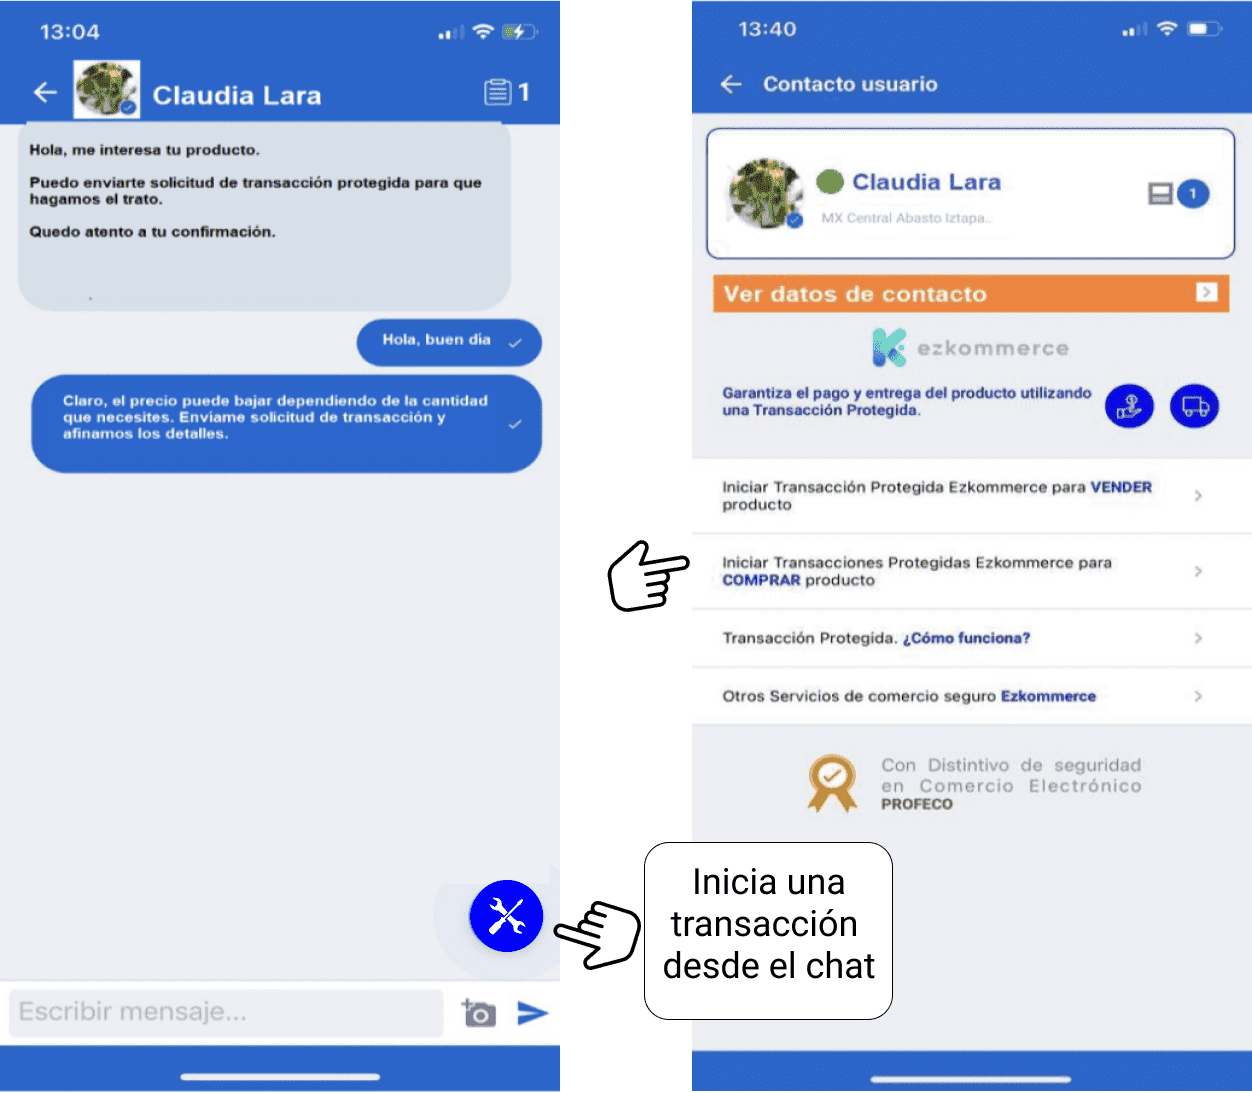 13:04
Claudia Lara
1
Hola, me interesa tu producto.
Puedo enviarte solicitud de transacción protegida para que
hagamos el trato.
Quedo atento a tu confirmación.
Hola, buen día
Claro, el precio puede bajar dependiendo de la cantidad
que necesites. Envíame solicitud de transacción y
afinamos los detalles.
Escribir mensaje...
Inicia una
transacción
desde el chat
13:40
Contacto usuario
Claudia Lara
1
MX Central Abasto Iztapa..
Ver datos de contacto
ezkommerce
Garantiza el pago y entrega del producto utilizando
una Transacción Protegida.
Iniciar Transacción Protegida Ezkommerce para VENDER
producto
Iniciar Transacciones Protegidas Ezkommerce para
COMPRAR producto
Transacción Protegida. ¿Cómo funciona?
Otros Servicios de comercio seguro Ezkommerce
Con Distintivo de seguridad
en Comercio Electrónico
PROFECO